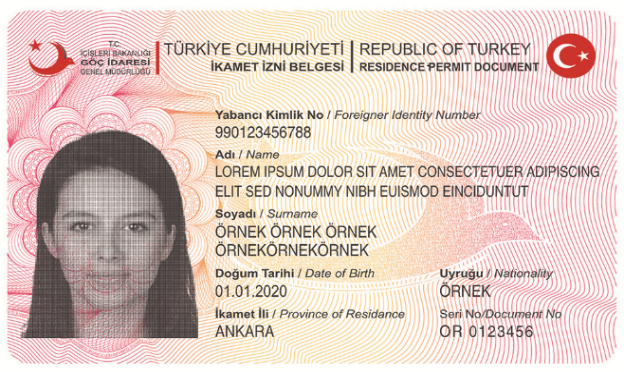 T.C.
İÇİŞLERİ BAKANLIĞI
GÖÇ İDARESİ
GENEL MÜDÜRLÜĞÜ
TÜRKİYE CUMHURİYETİ | REPUBLIC OF TURKEY
İKAMET İZNİ BELGESİ | RESIDENCE PERMIT DOCUMENT
Yabancı Kimlik No / Foreigner Identity Number
990123456788
Adı / Name
LOREM IPSUM DOLOR SIT AMET CONSECTETUER ADIPISCING
ELIT SED NONUMMY NIBH EUISMOD EINCIDUNTUT
Soyadı / Surname
ÖRNEK ÖRNEK ÖRNEK
ÖRNEKÖRNEKÖRNEK
Doğum Tarihi / Date of Birth
01.01.2020
Uyruğu / Nationality
ÖRNEK
İkamet İli / Province of Residance
ANKARA
Seri No/Document No
OR 0123456